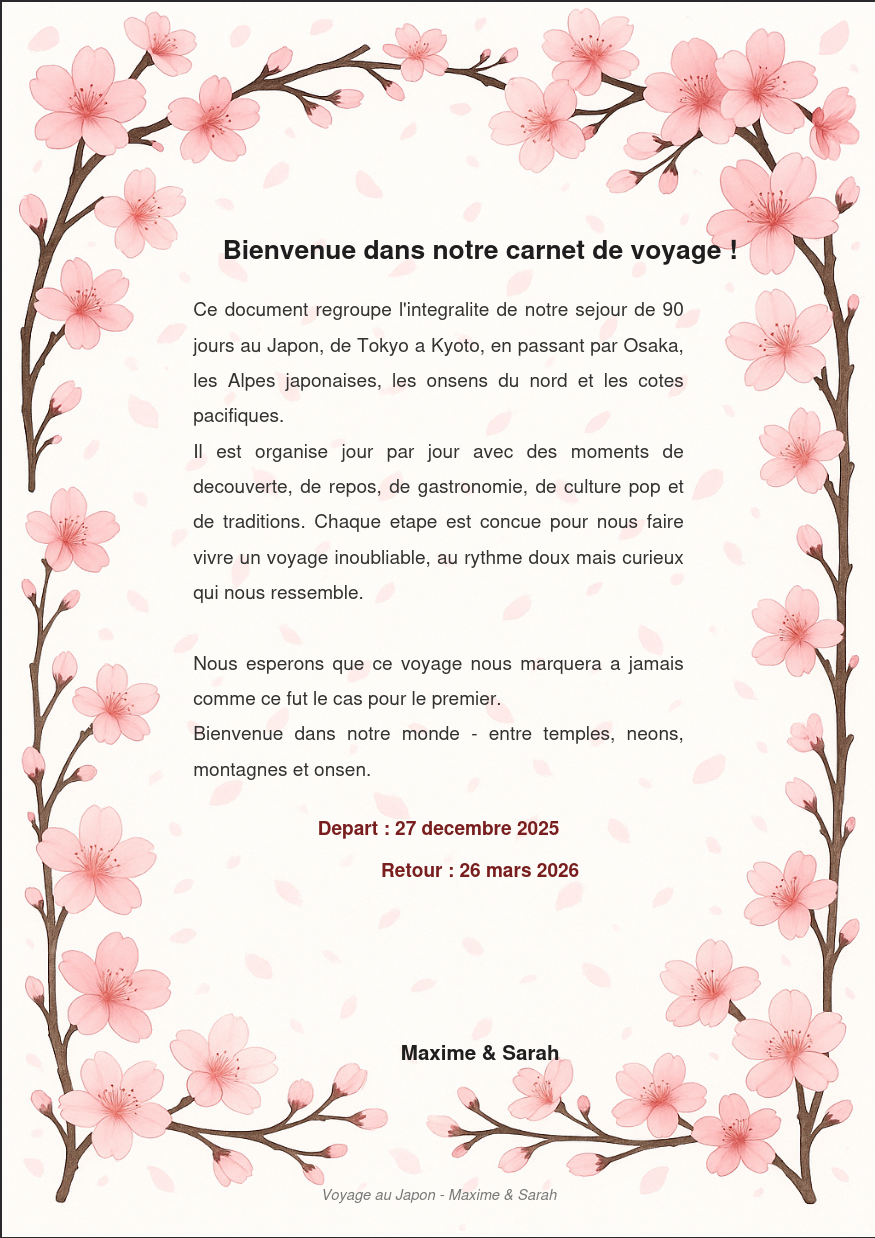 Bienvenue dans notre carnet de voyage !
Ce document regroupe l'integralite de notre sejour de 90
jours au Japon, de Tokyo a Kyoto, en passant par Osaka,
les Alpes japonaises, les onsens du nord et les cotes
pacifiques.
Il est organise jour par jour avec des moments de
decouverte, de repos, de gastronomie, de culture pop et
de traditions. Chaque etape est concue pour nous faire
vivre un voyage inoubliable, au rythme doux mais curieux
qui nous ressemble.
Nous esperons que ce voyage nous marquera a jamais
comme ce fut le cas pour le premier.
Bienvenue dans notre monde - entre temples, neons,
montagnes et onsen.
Depart : 27 decembre 2025
Retour : 26 mars 2026
Maxime & Sarah
Voyage au Japon - Maxime & Sarah